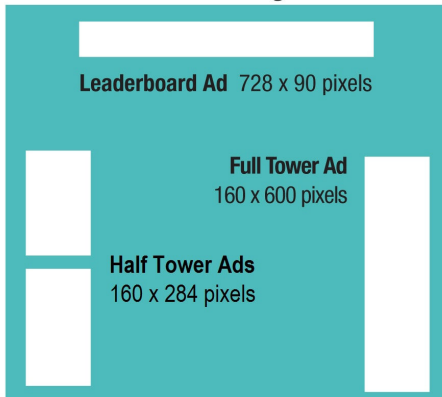 Leaderboard Ad 728 x 90 pixels
Full Tower Ad
160 x 600 pixels
Half Tower Ads
160 x 284 pixels